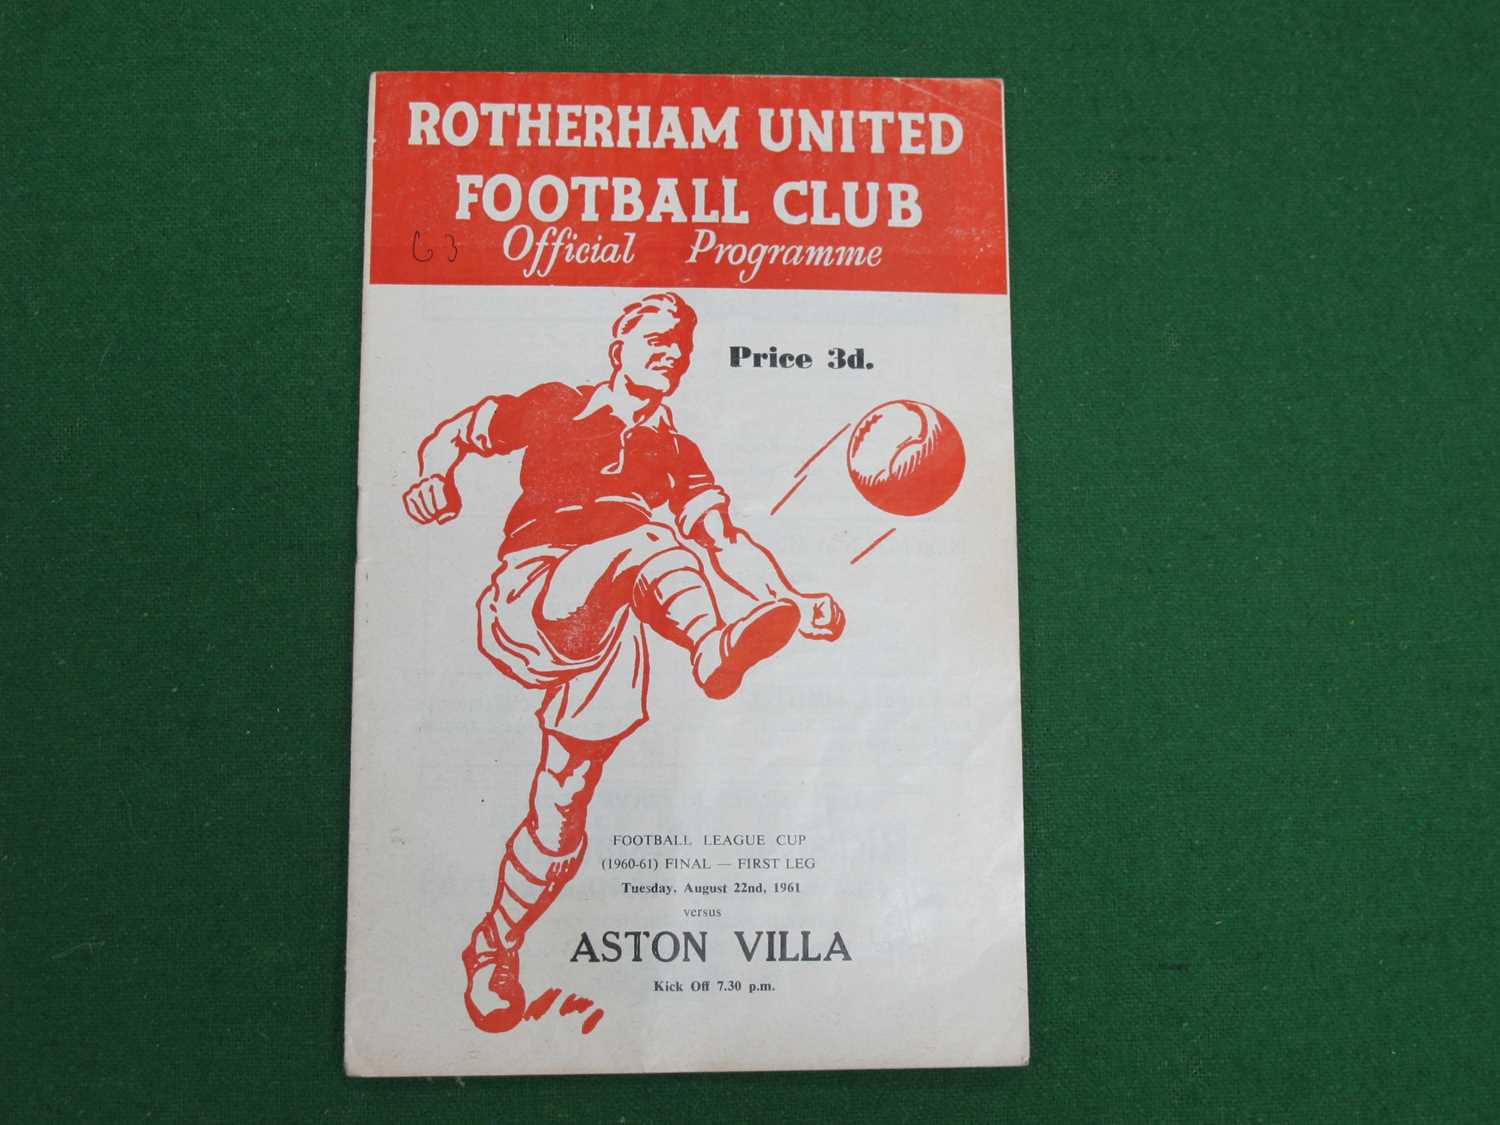 ROTHERHAM UNITED
FOOTBALL CLUB
Official Programme
63
Price 3d.
FOOTBALL LEAGUE CUP
(1960-61) FINAL — FIRST LEG
Tuesday, August 22nd, 1961
versus
ASTON VILLA
Kick Off 7.30 p.m.